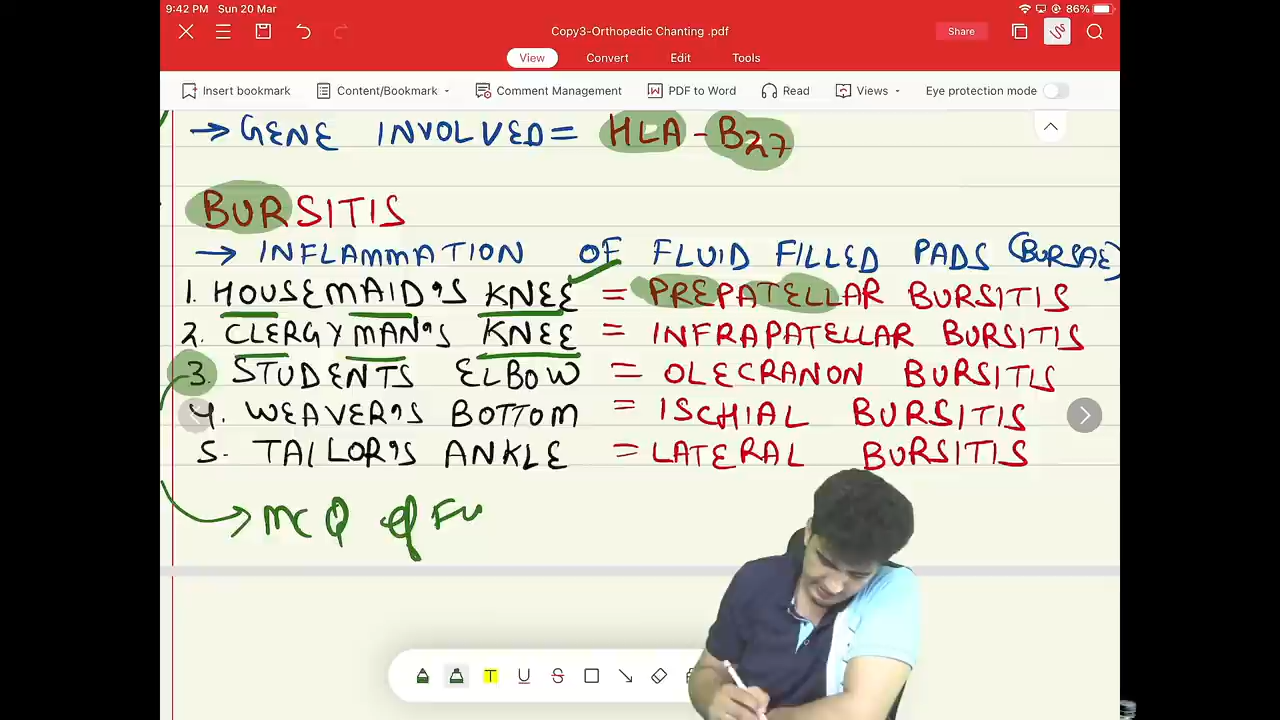 9:42 PM Sun 20 Mar
86%
Copy3-Orthopedic Chanting .pdf
Share
View Convert Edit Tools
Insert bookmark Content/Bookmark Comment Management PDF to Word Read Views Eye protection mode
→ GENE INVOLVED = HLA - B27
BURSITIS
→ INFLAMMATION OF FLUID FILLED PADS (BURSAE)
1. HOUSEMAID'S KNEE = PREPATELLAR BURSITIS
2. CLERGYMAN'S KNEE = INFRAPATELLAR BURSITIS
3. STUDENTS ELBOW = OLECRANON BURSITIS
4. WEAVER'S BOTTOM = ISCHIAL BURSITIS
5. TAILOR'S ANKLE = LATERAL BURSITIS
→ MCQ of Fu
T U S